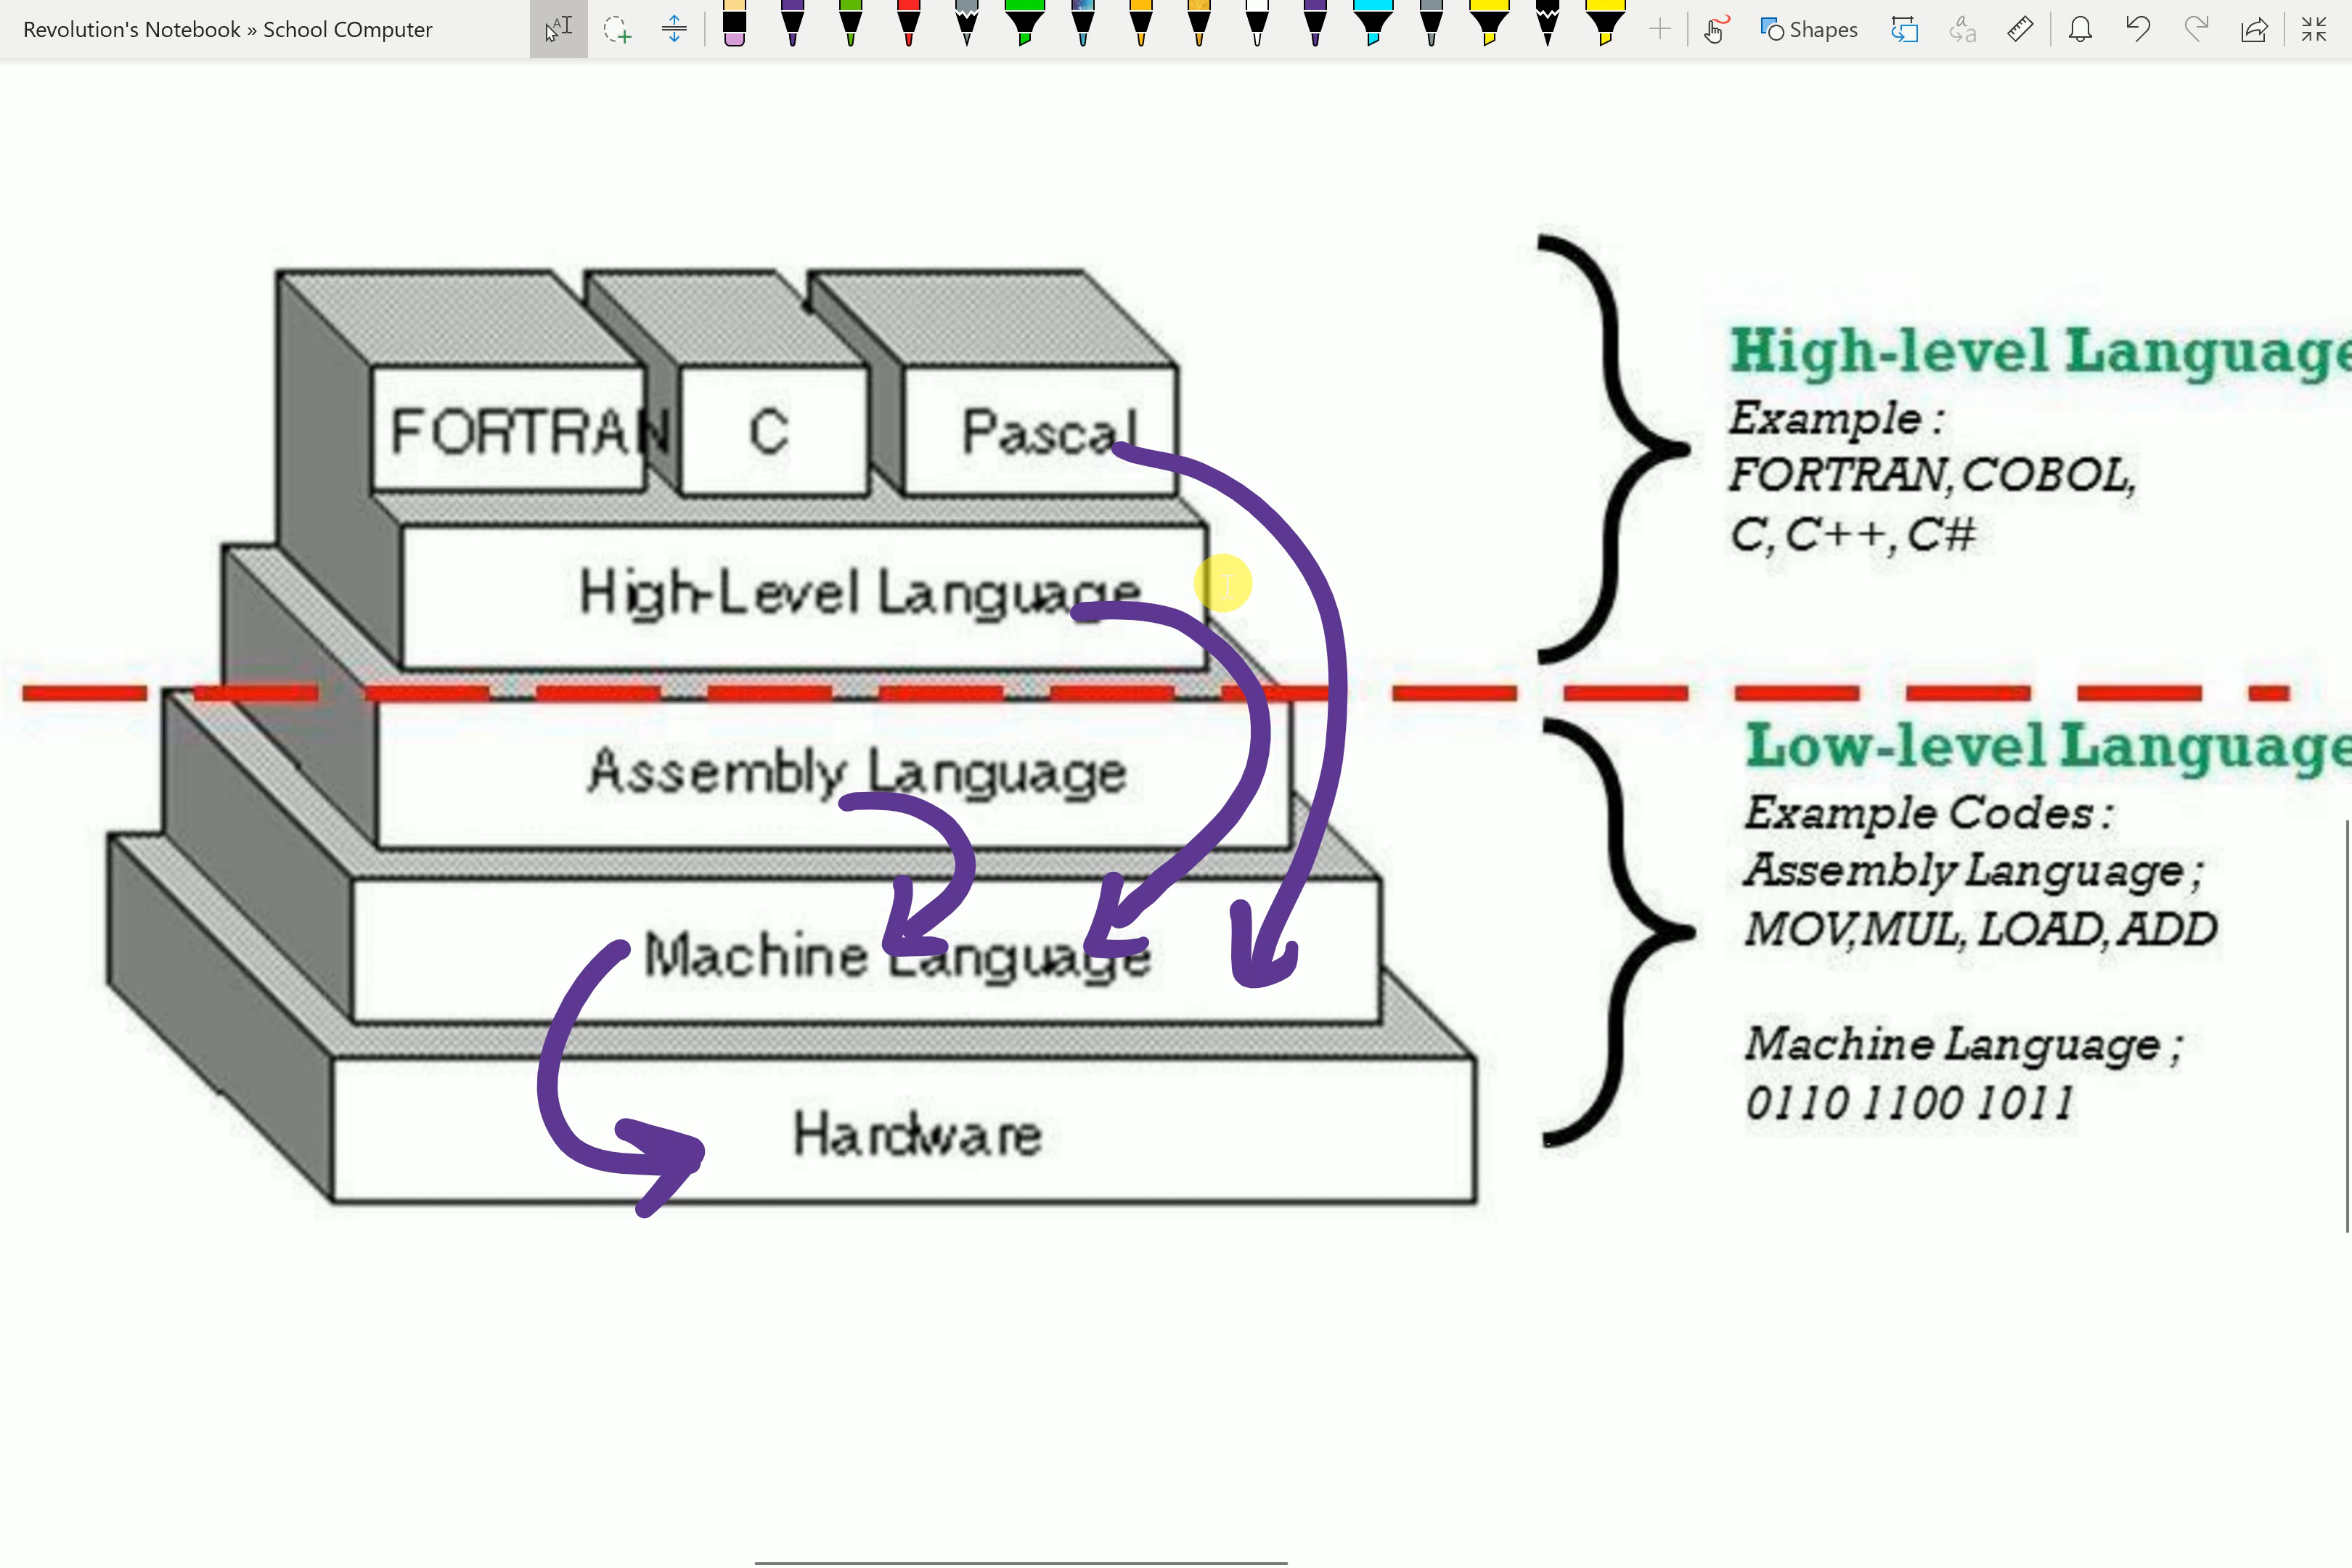 Revolution's Notebook » School COmputer
Shapes
FORTRAN
C
Pascal
High-Level Language
Assembly Language
Machine Language
Hardware
High-level Language
Example :
FORTRAN, COBOL,
C, C++, C#
Low-level Language
Example Codes :
Assembly Language ;
MOV, MUL, LOAD, ADD
Machine Language ;
0110 1100 1011